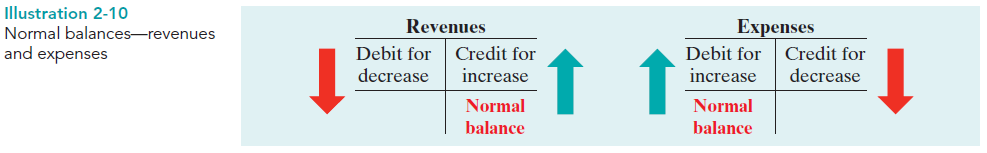 Illustration 2-10
Normal balances—revenues
and expenses
Revenues
Debit for
decrease
Credit for
increase
Normal
balance
Expenses
Debit for
increase
Credit for
decrease
Normal
balance